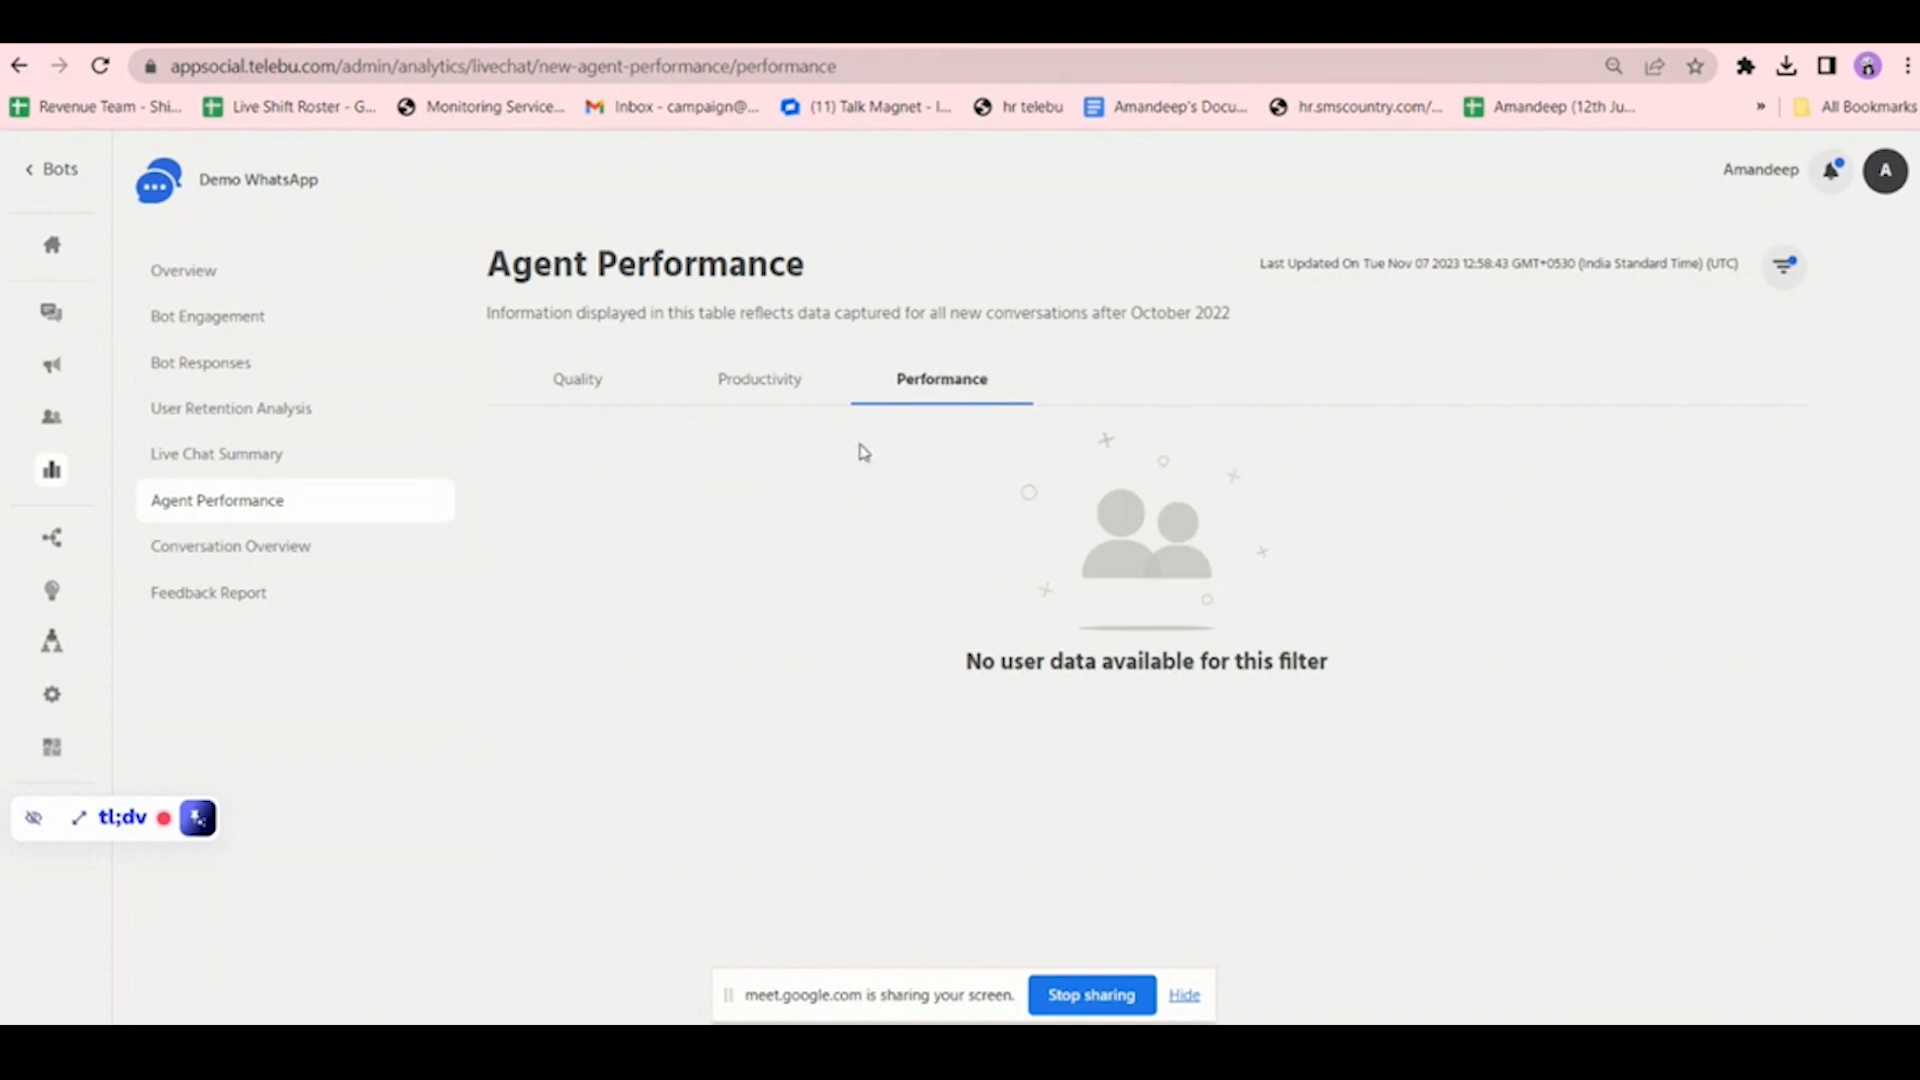 appsocial.telebu.com/admin/analytics/livechat/new-agent-performance/performance
Revenue Team - Shi...
Live Shift Roster - G...
Monitoring Service...
Inbox - campaign@...
(11) Talk Magnet - I...
hr telebu
Amandeep's Docu...
hr.smscountry.com/...
Amandeep (12th Ju...
»
All Bookmarks
Bots
Demo WhatsApp
Amandeep
A
Overview
Bot Engagement
Bot Responses
User Retention Analysis
Live Chat Summary
Agent Performance
Conversation Overview
Feedback Report
Agent Performance
Last Updated On Tue Nov 07 2023 12:58:43 GMT+0530 (India Standard Time) (UTC)
Information displayed in this table reflects data captured for all new conversations after October 2022
Quality
Productivity
Performance
No user data available for this filter
tl;dv
meet.google.com is sharing your screen.
Stop sharing
Hide